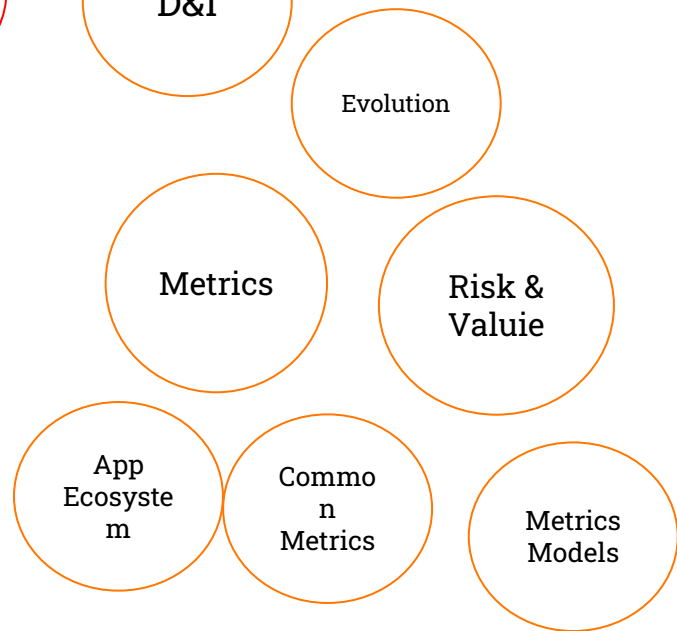 D&I
Evolution
Metrics
Risk &
Valuie
App
Ecosyste
m
Commo
n
Metrics
Metrics
Models